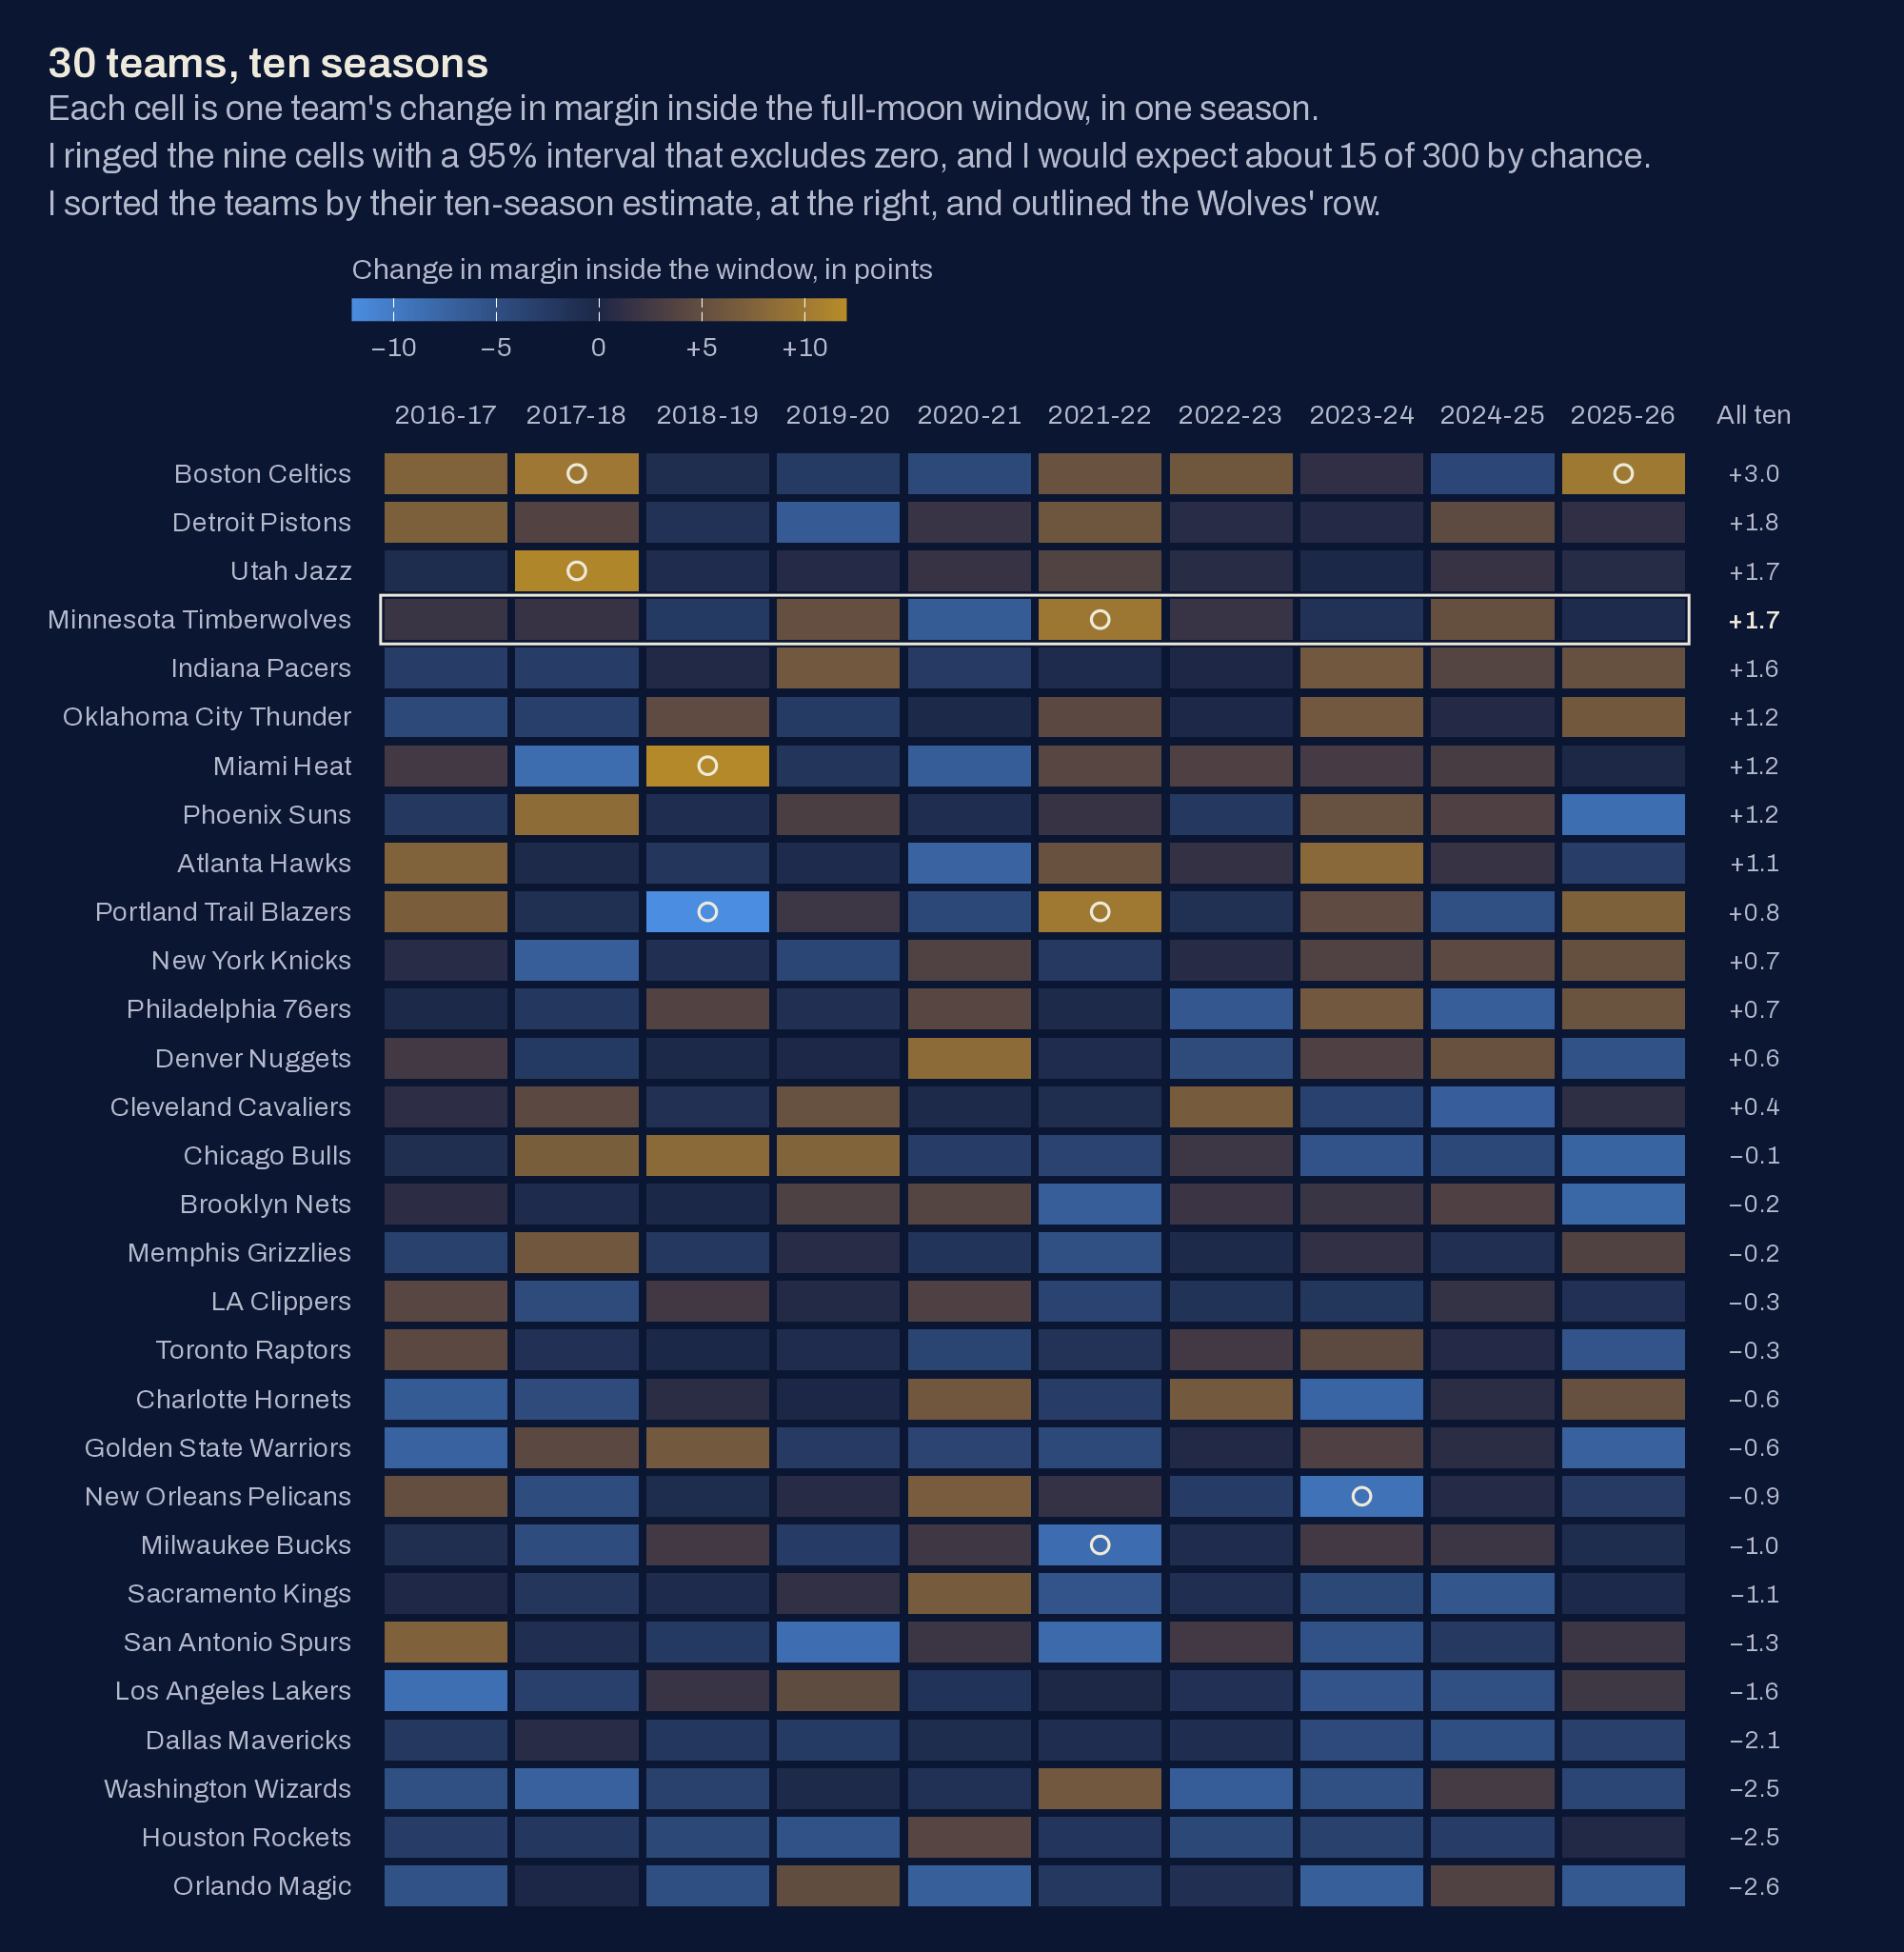 30 teams, ten seasons
Each cell is one team's change in margin inside the full-moon window, in one season.
I ringed the nine cells with a 95% interval that excludes zero, and I would expect about 15 of 300 by chance.
I sorted the teams by their ten-season estimate, at the right, and outlined the Wolves' row.
Change in margin inside the window, in points
−10 −5 0 +5 +10
2016-17 2017-18 2018-19 2019-20 2020-21 2021-22 2022-23 2023-24 2024-25 2025-26 All ten
Boston Celtics +3.0
Detroit Pistons +1.8
Utah Jazz +1.7
Minnesota Timberwolves +1.7
Indiana Pacers +1.6
Oklahoma City Thunder +1.2
Miami Heat +1.2
Phoenix Suns +1.2
Atlanta Hawks +1.1
Portland Trail Blazers +0.8
New York Knicks +0.7
Philadelphia 76ers +0.7
Denver Nuggets +0.6
Cleveland Cavaliers +0.4
Chicago Bulls −0.1
Brooklyn Nets −0.2
Memphis Grizzlies −0.2
LA Clippers −0.3
Toronto Raptors −0.3
Charlotte Hornets −0.6
Golden State Warriors −0.6
New Orleans Pelicans −0.9
Milwaukee Bucks −1.0
Sacramento Kings −1.1
San Antonio Spurs −1.3
Los Angeles Lakers −1.6
Dallas Mavericks −2.1
Washington Wizards −2.5
Houston Rockets −2.5
Orlando Magic −2.6